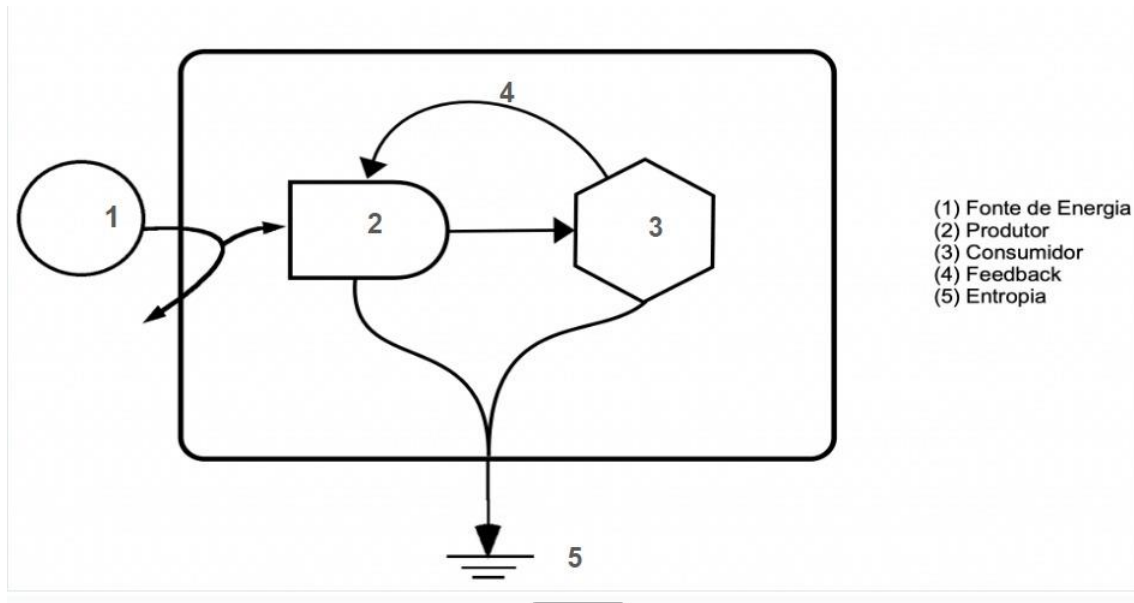 4
1
2
3
(1) Fonte de Energia
(2) Produtor
(3) Consumidor
(4) Feedback
(5) Entropia
5